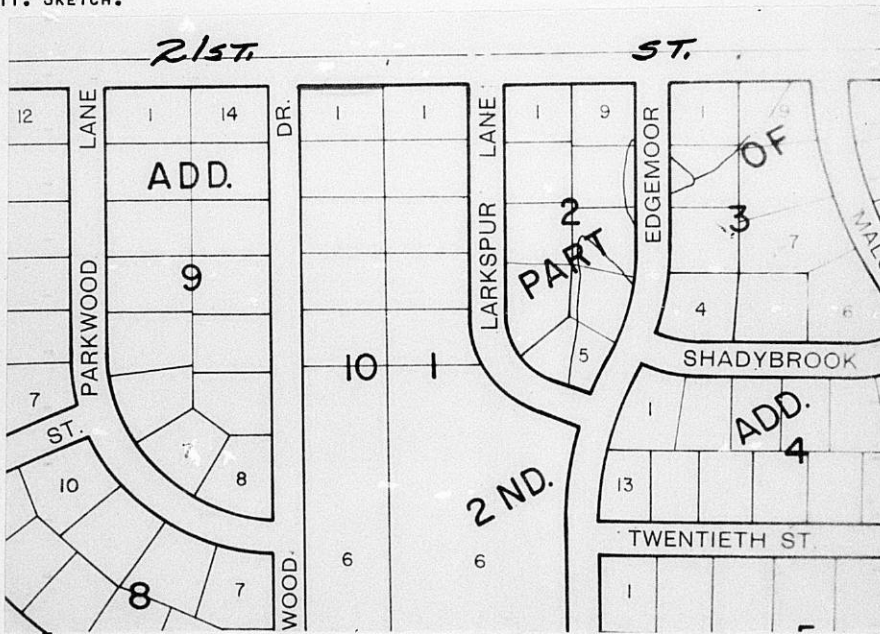 SKETCH.
21ST. ST.
12 1 14 1 1 1 9 1 9
PARKWOOD LANE
DR.
LARKSPUR LANE
EDGEMOOR
ADD.
OF
2
3
PART
7
9
4
6
10
1
5
SHADYBROOK
7
ST.
1
ADD.
4
7
8
10
2 ND.
13
TWENTIETH ST.
6
6
WOOD
8
7
1